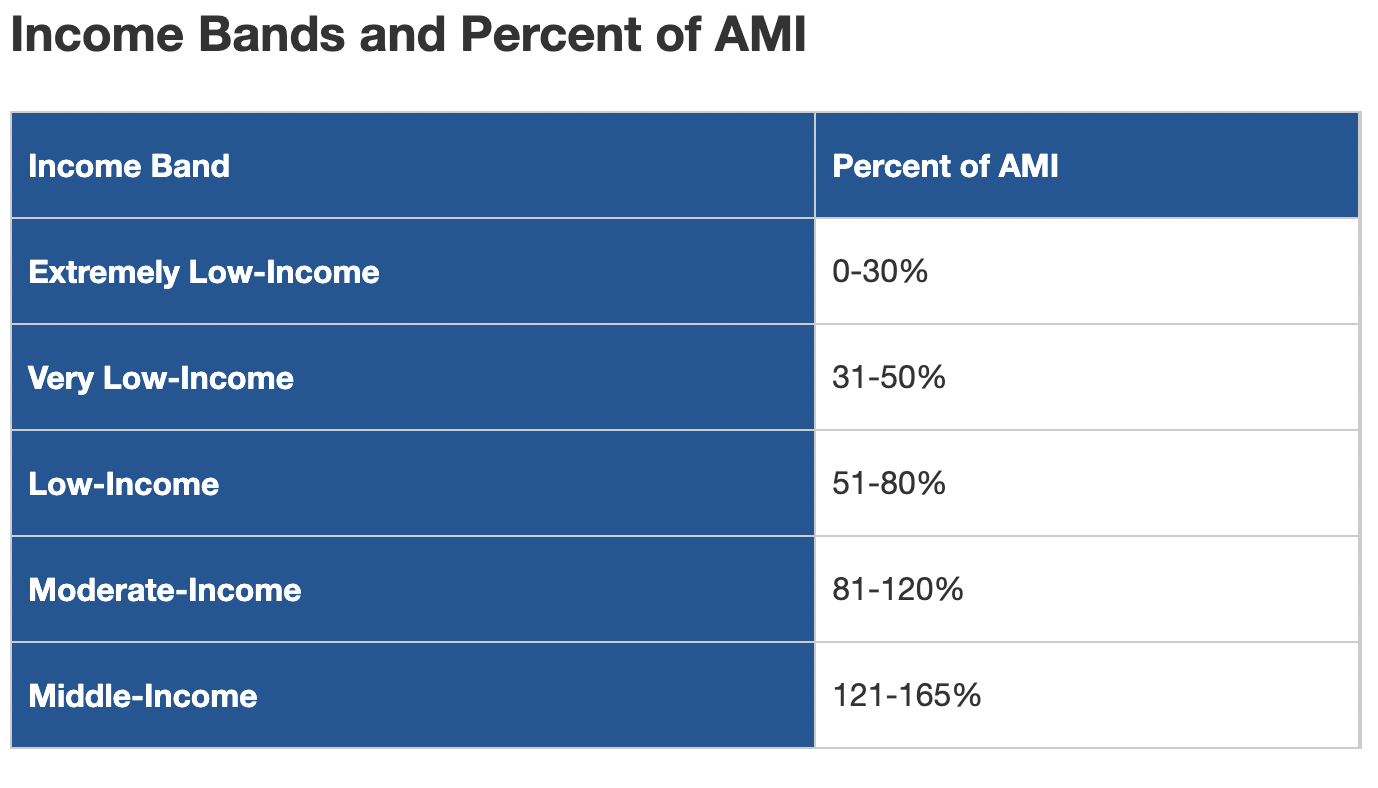 Income Bands and Percent of AMI
Income Band Percent of AMI
Extremely Low-Income 0-30%
Very Low-Income 31-50%
Low-Income 51-80%
Moderate-Income 81-120%
Middle-Income 121-165%